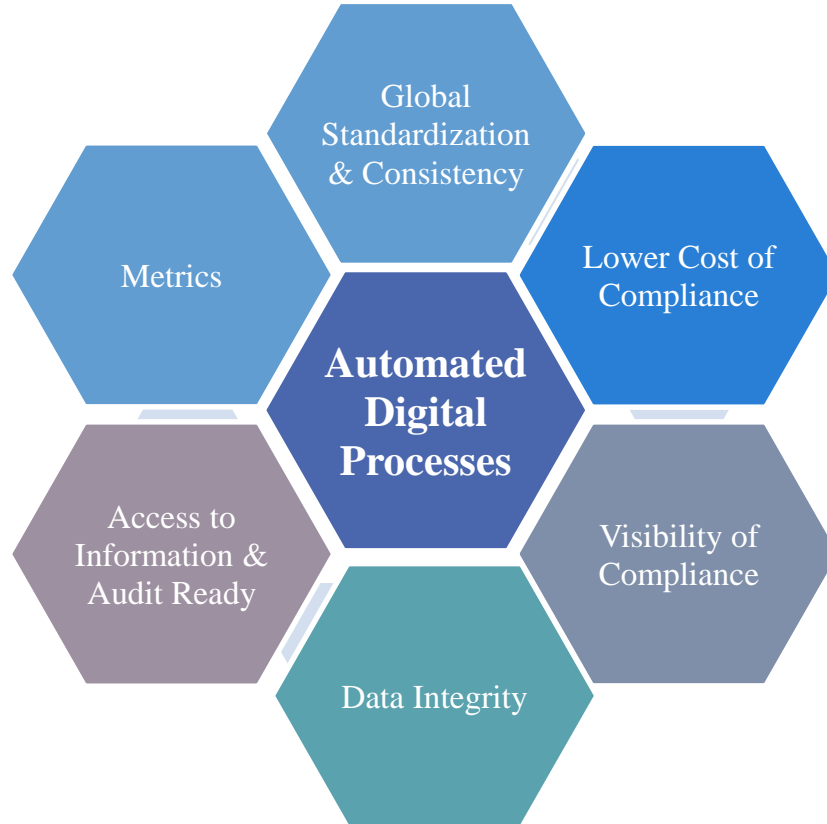 Global
Standardization
& Consistency
Lower Cost of
Compliance
Metrics
Automated
Digital
Processes
Access to
Information &
Audit Ready
Visibility of
Compliance
Data Integrity